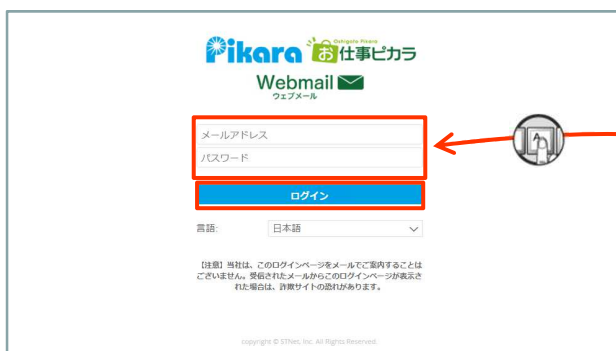 Pikara Oshigoto Pikara お仕事ピカラ
Webmail
ウェブメール
メールアドレス
パスワード
ログイン
言語: 日本語
【注意】当社は、このログインページをメールでご案内することは
ございません。受信されたメールからこのログインページが表示さ
れた場合は、詐欺サイトの恐れがあります。
copyright © STNet, Inc. All Rights Reserved.
A